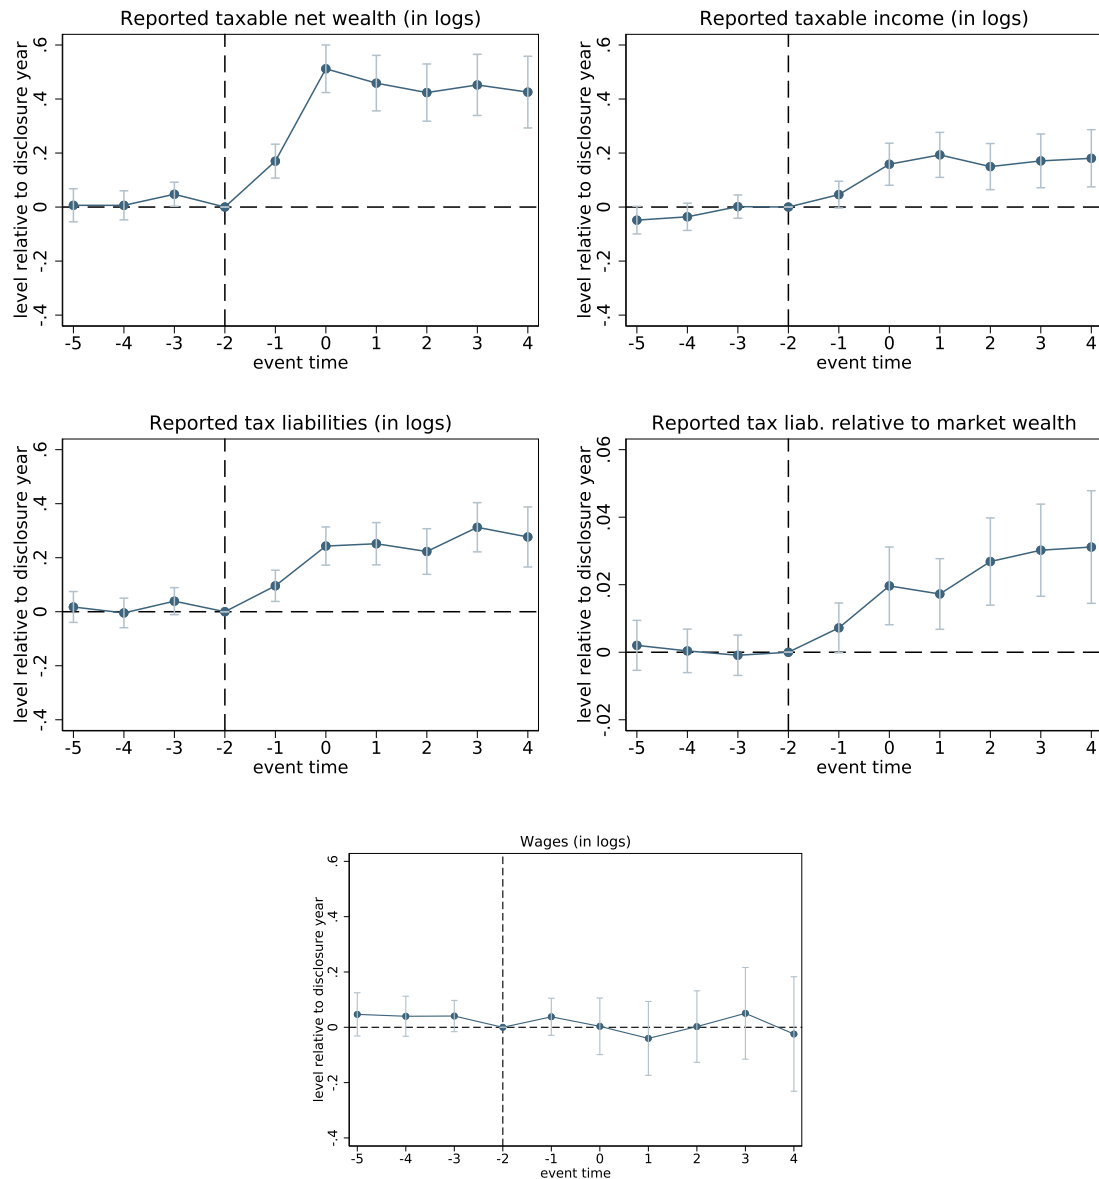 Reported taxable net wealth (in logs)
level relative to disclosure year
.6
.4
.2
0
-.2
-.4
-5 -4 -3 -2 -1 0 1 2 3 4
event time
Reported taxable income (in logs)
level relative to disclosure year
.6
.4
.2
0
-.2
-.4
-5 -4 -3 -2 -1 0 1 2 3 4
event time
Reported tax liabilities (in logs)
level relative to disclosure year
.6
.4
.2
0
-.2
-.4
-5 -4 -3 -2 -1 0 1 2 3 4
event time
Reported tax liab. relative to market wealth
level relative to disclosure year
.06
.04
.02
0
-.02
-5 -4 -3 -2 -1 0 1 2 3 4
event time
Wages (in logs)
level relative to disclosure year
.6
.4
.2
0
-.2
-.4
-5 -4 -3 -2 -1 0 1 2 3 4
event time